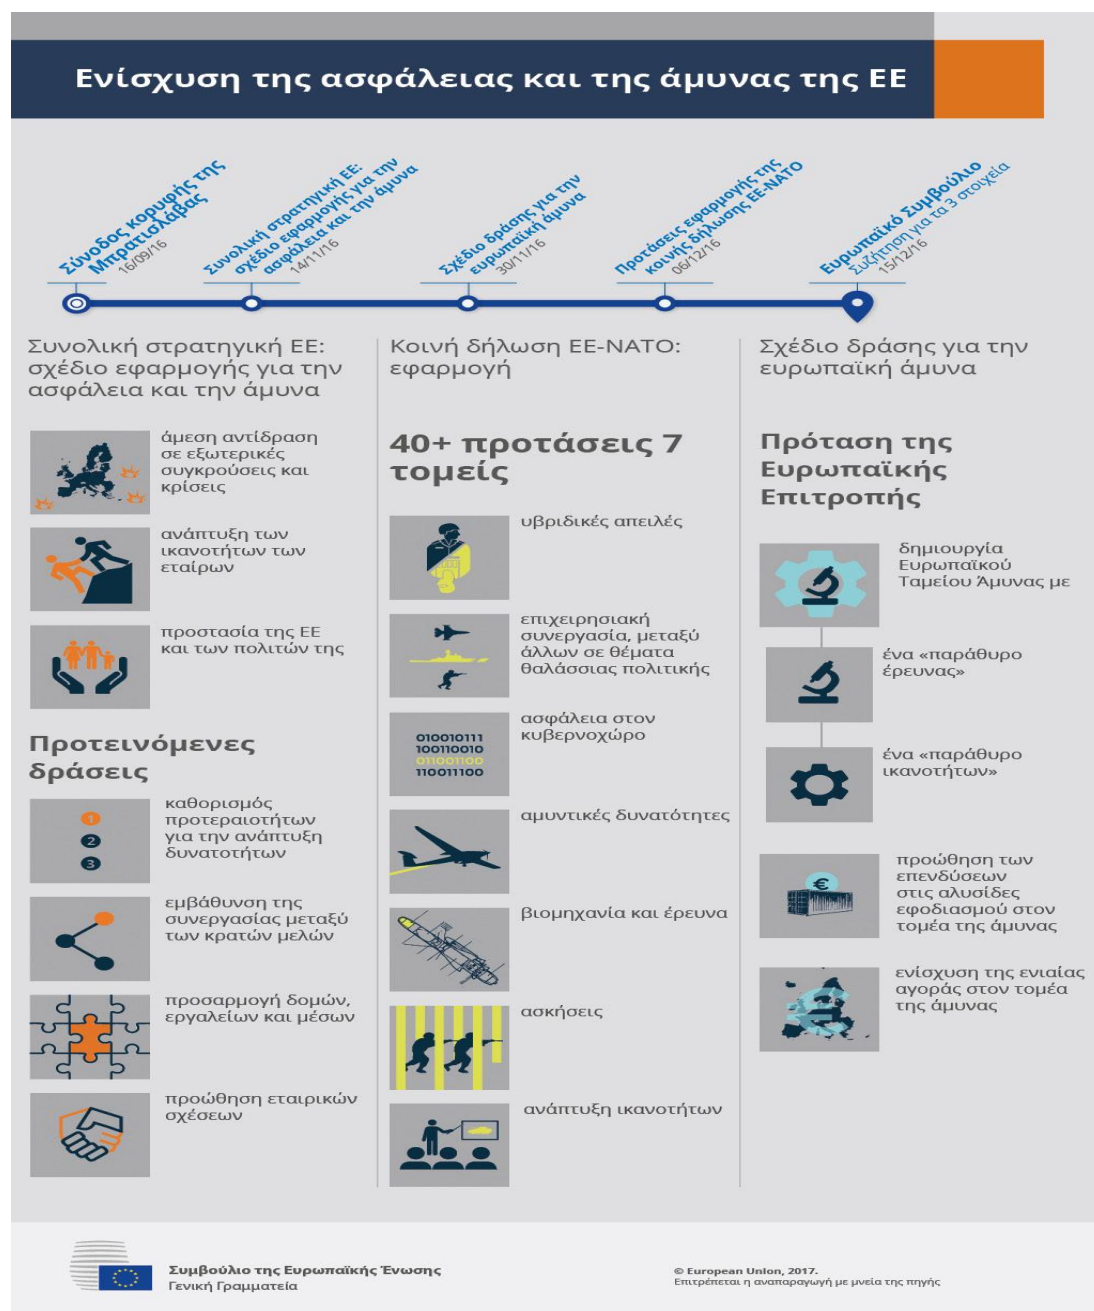 Ενίσχυση της ασφάλειας και της άμυνας της ΕΕ
Σύνοδος κορυφής της
Μπρατισλάβας
16/09/16
Συνολική στρατηγική ΕΕ:
σχέδιο εφαρμογής για την
ασφάλεια και την άμυνα
14/11/16
Σχέδιο δράσης για την
ευρωπαϊκή άμυνα
30/11/16
Προτάσεις εφαρμογής της
κοινής δήλωσης ΕΕ-ΝΑΤΟ
06/12/16
Ευρωπαϊκό Συμβούλιο
Συζήτηση για τα 3 στοιχεία
15/12/16
Συνολική στρατηγική ΕΕ:
σχέδιο εφαρμογής για την
ασφάλεια και την άμυνα
άμεση αντίδραση
σε εξωτερικές
συγκρούσεις και
κρίσεις
ανάπτυξη των
ικανοτήτων των
εταίρων
προστασία της ΕΕ
και των πολιτών της
Προτεινόμενες
δράσεις
1
2
3
καθορισμός
προτεραιοτήτων
για την ανάπτυξη
δυνατοτήτων
εμβάθυνση της
συνεργασίας μεταξύ
των κρατών μελών
προσαρμογή δομών,
εργαλείων και μέσων
προώθηση εταιρικών
σχέσεων
Κοινή δήλωση ΕΕ-ΝΑΤΟ:
εφαρμογή
40+ προτάσεις 7
τομείς
υβριδικές απειλές
επιχειρησιακή
συνεργασία, μεταξύ
άλλων σε θέματα
θαλάσσιας πολιτικής
010010111
100110010
011001100
110011100
ασφάλεια στον
κυβερνοχώρο
αμυντικές δυνατότητες
βιομηχανία και έρευνα
ασκήσεις
ανάπτυξη ικανοτήτων
Σχέδιο δράσης για την
ευρωπαϊκή άμυνα
Πρόταση της
Ευρωπαϊκής
Επιτροπής
δημιουργία
Ευρωπαϊκού
Ταμείου Άμυνας με
ένα «παράθυρο
έρευνας»
ένα «παράθυρο
ικανοτήτων»
€
προώθηση των
επενδύσεων
στις αλυσίδες
εφοδιασμού στον
τομέα της άμυνας
€
ενίσχυση της ενιαίας
αγοράς στον τομέα
της άμυνας
Συμβούλιο της Ευρωπαϊκής Ένωσης
Γενική Γραμματεία
© European Union, 2017.
Επιτρέπεται η αναπαραγωγή με μνεία της πηγής